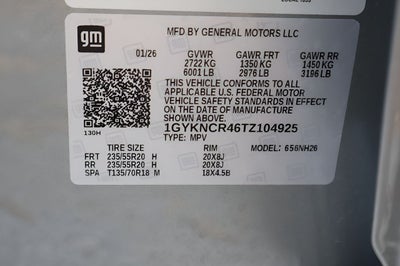 gm
MFD BY GENERAL MOTORS LLC
01/26 GVWR GAWR FRT GAWR RR
2722 KG 1350 KG 1450 KG
6001 LB 2976 LB 3196 LB
THIS VEHICLE CONFORMS TO ALL
APPLICABLE U.S. FEDERAL MOTOR
VEHICLE SAFETY STANDARDS IN EFFECT
ON THE DATE OF MANUFACTURE
SHOWN ABOVE.
130H
1GYKNCR46TZ104925
TYPE: MPV MODEL: 6S6NH26
TIRE SIZE RIM
FRT 235/55R20 H 20X8J
RR 235/55R20 H 20X8J
SPA T135/70R18 M 18X4.5B